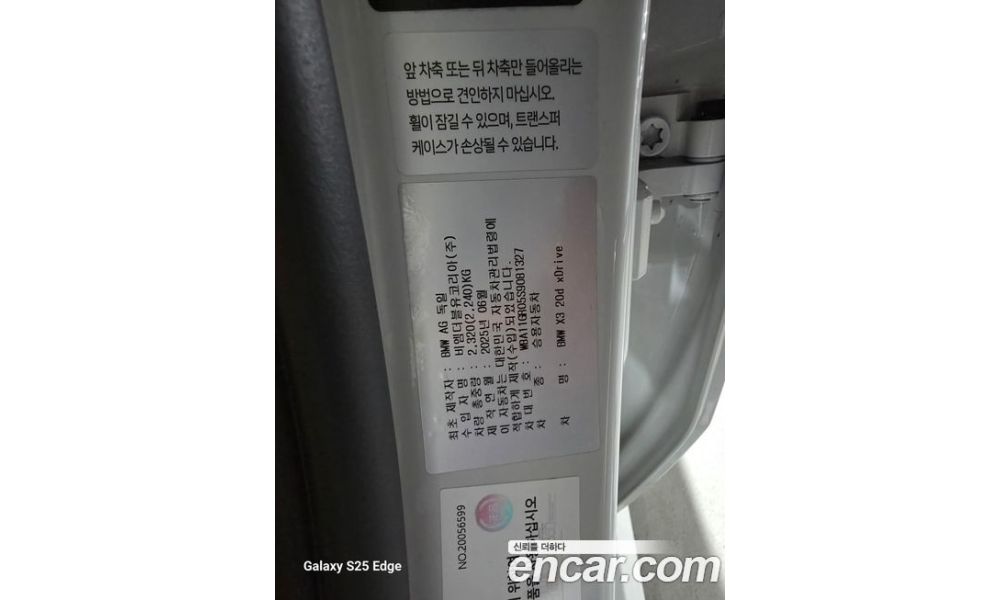 앞 차축 또는 뒤 차축만 들어올리는
방법으로 견인하지 마십시오.
휠이 잠길 수 있으며, 트랜스퍼
케이스가 손상될 수 있습니다.
최초 제작자 : BMW AG 독일
수 입 자 명 : 비엠더블유코리아(주)
차량 총중량 : 2,320(2,240)KG
제 작 연 월 : 2025년 06월
이 자동차는 대한민국 자동차관리법령에
적합하게 제작(수입)되었습니다.
차 대 번 호 : WBA11GR05S9081327
차 종 : 승용자동차
차 명 : BMW X3 20d xDrive
NO.20056599
Galaxy S25 Edge
신뢰를 더하다
encar.com